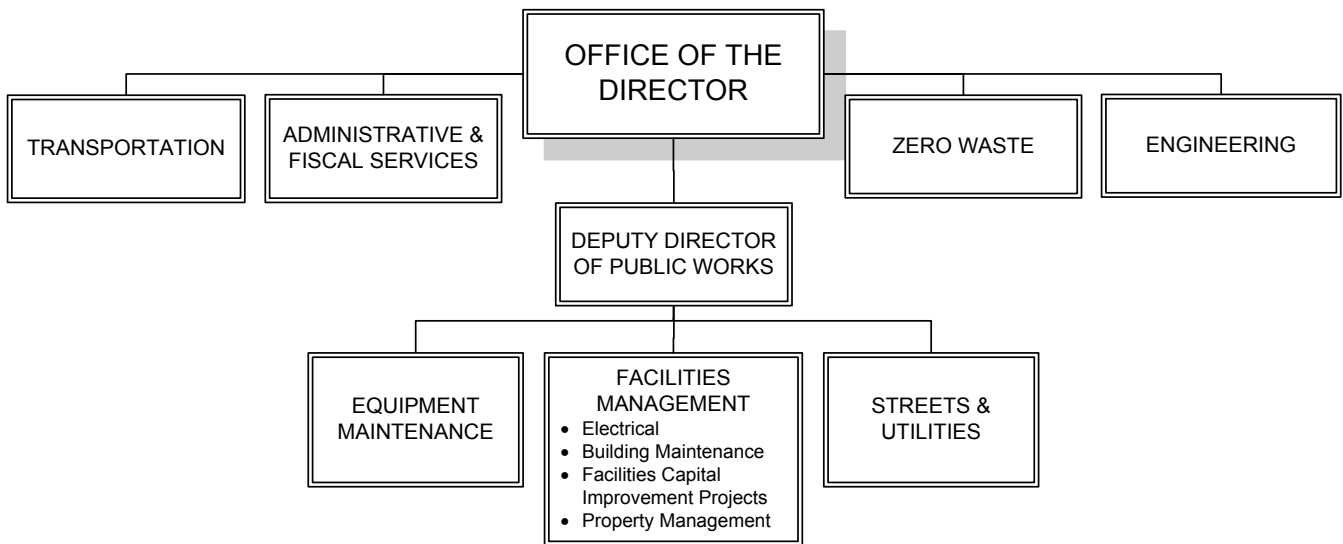 OFFICE OF THE
DIRECTOR
TRANSPORTATION
ADMINISTRATIVE &
FISCAL SERVICES
ZERO WASTE
ENGINEERING
DEPUTY DIRECTOR
OF PUBLIC WORKS
EQUIPMENT
MAINTENANCE
FACILITIES
MANAGEMENT
• Electrical
• Building Maintenance
• Facilities Capital
Improvement Projects
• Property Management
STREETS &
UTILITIES